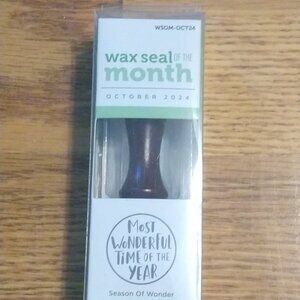 WSOM-OCT24
wax seal OF THE
month
OCTOBER 2024
MOST
WONDERFUL
TIME OF THE
YEAR
Season Of Wonder